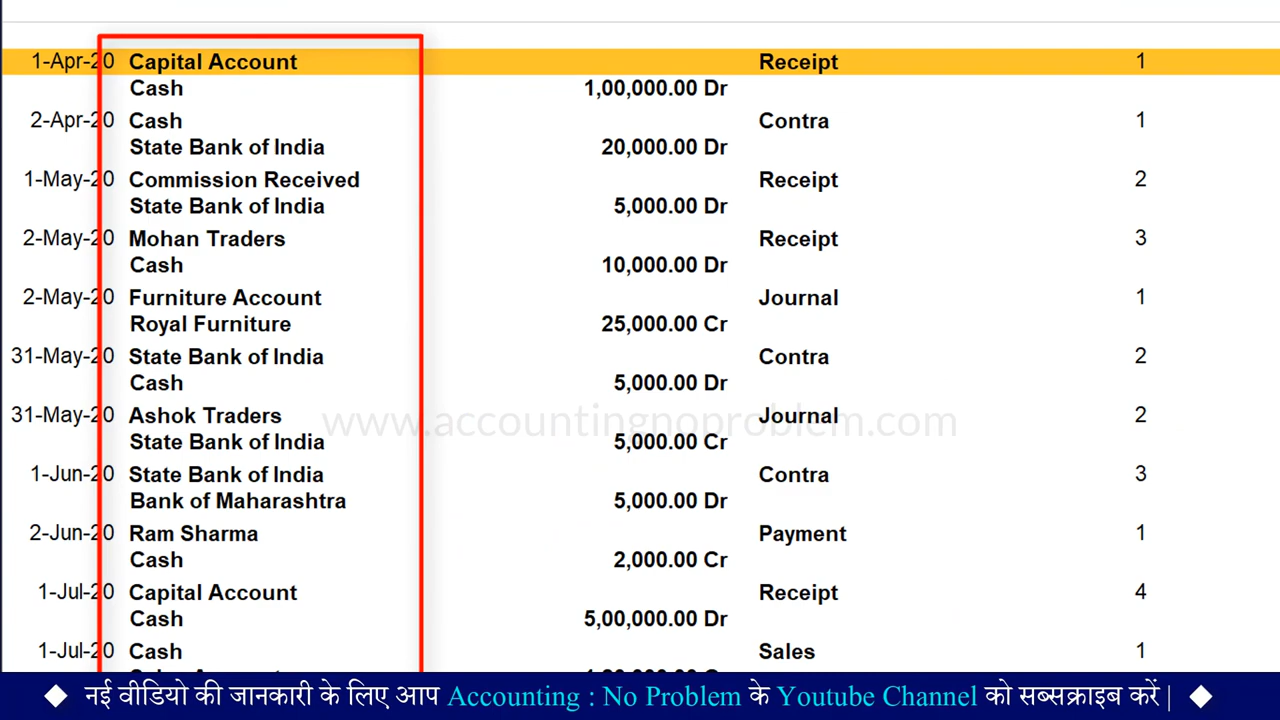 1-Apr-20 Capital Account Receipt 1
Cash 1,00,000.00 Dr
2-Apr-20 Cash Contra 1
State Bank of India 20,000.00 Dr
1-May-20 Commission Received Receipt 2
State Bank of India 5,000.00 Dr
2-May-20 Mohan Traders Receipt 3
Cash 10,000.00 Dr
2-May-20 Furniture Account Journal 1
Royal Furniture 25,000.00 Cr
31-May-20 State Bank of India Contra 2
Cash 5,000.00 Dr
31-May-20 Ashok Traders Journal 2
www.accountingnoproblem.com
State Bank of India 5,000.00 Cr
1-Jun-20 State Bank of India Contra 3
Bank of Maharashtra 5,000.00 Dr
2-Jun-20 Ram Sharma Payment 1
Cash 2,000.00 Cr
1-Jul-20 Capital Account Receipt 4
Cash 5,00,000.00 Dr
1-Jul-20 Cash Sales 1
◆ नई वीडियो की जानकारी के लिए आप Accounting : No Problem के Youtube Channel को सब्सक्राइब करें | ◆